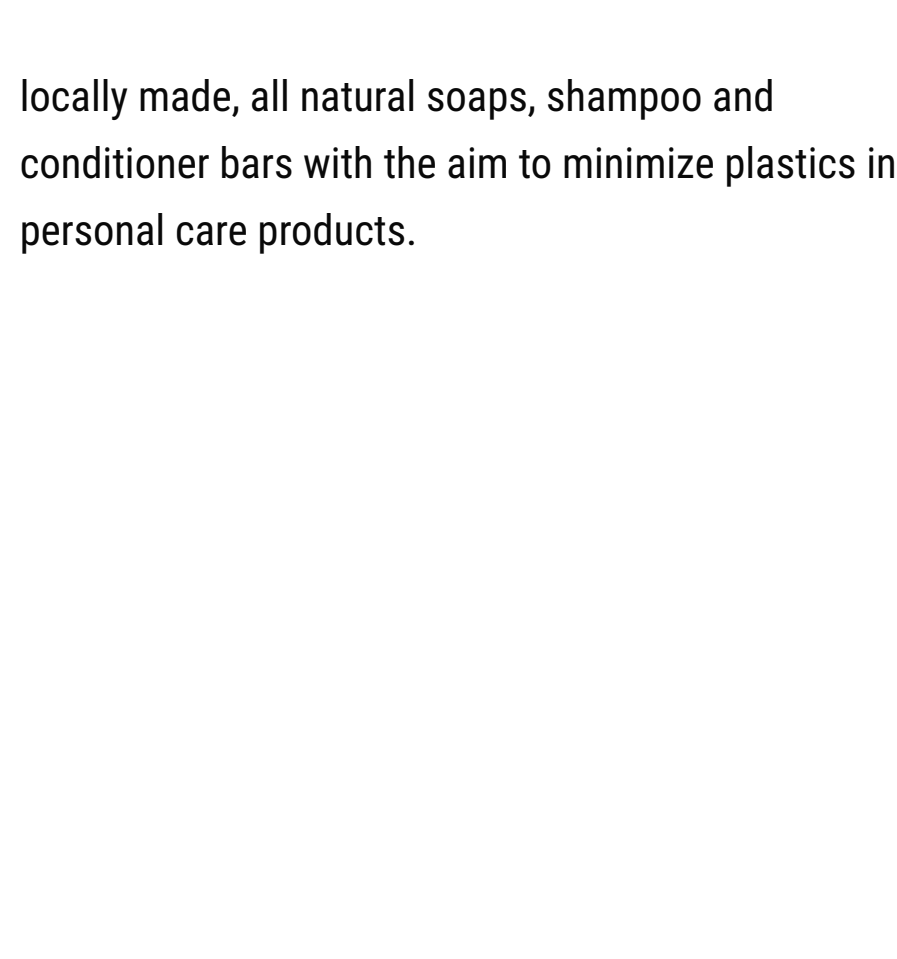 locally made, all natural soaps, shampoo and
conditioner bars with the aim to minimize plastics in
personal care products.